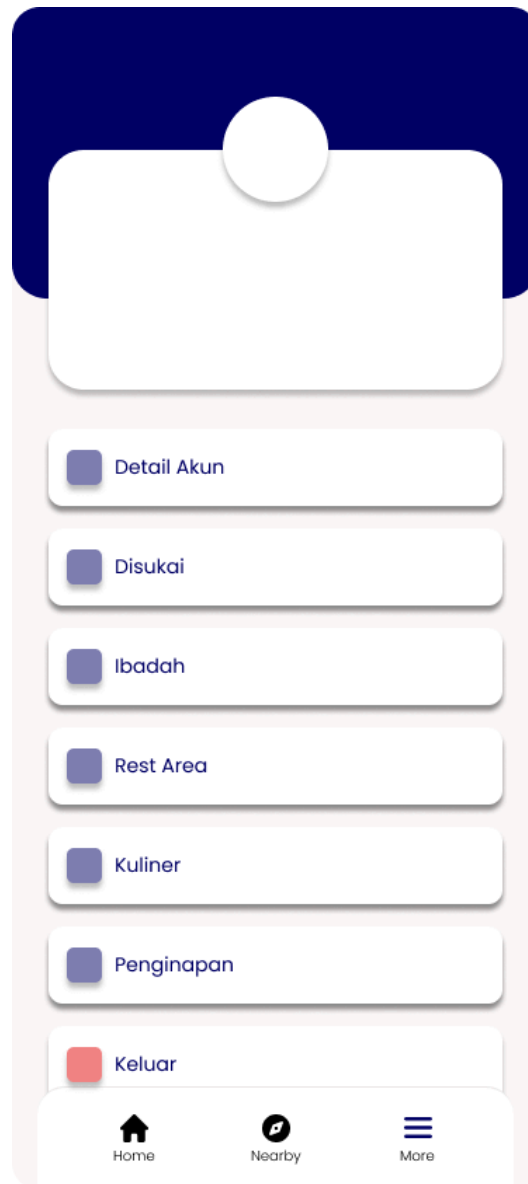 Detail Akun
Disukai
Ibadah
Rest Area
Kuliner
Penginapan
Keluar
Home Nearby More